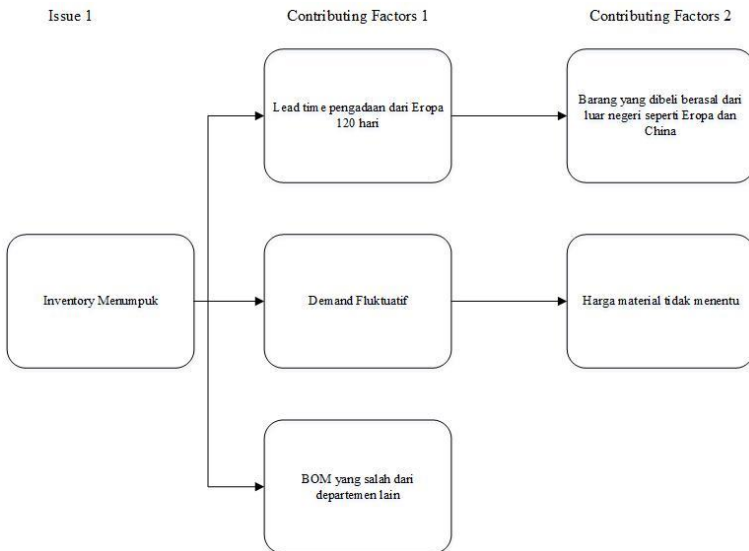 Issue 1
Contributing Factors 1
Contributing Factors 2
Lead time pengadaan dari Eropa
120 hari
Barang yang dibeli berasal dari
luar negeri seperti Eropa dan
China
Inventory Menumpuk
Demand Fluktuatif
Harga material tidak menentu
BOM yang salah dari
departemen lain